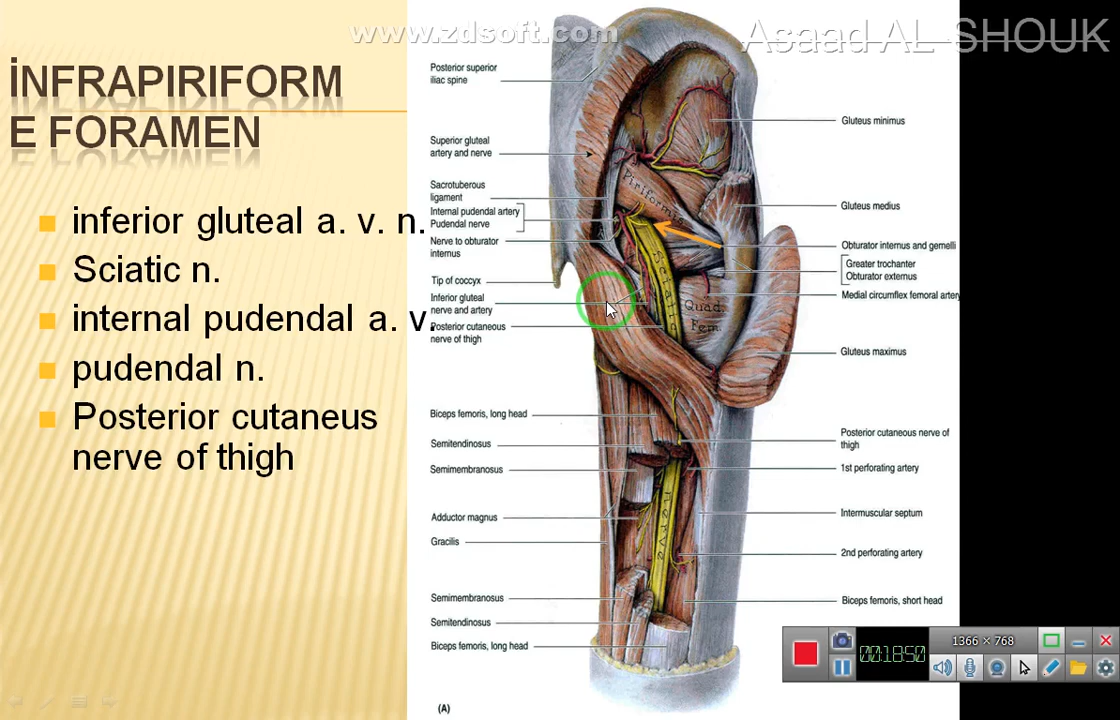 www.zdsoft.com
Asaad AL SHOUK
İNFRAPIRIFORM
E FORAMEN
inferior gluteal a. v. n.
Sciatic n.
internal pudendal a. v.
pudendal n.
Posterior cutaneus
nerve of thigh
Posterior superior
iliac spine
Superior gluteal
artery and nerve
Sacrotuberous
ligament
Internal pudendal artery
Pudendal nerve
Nerve to obturator
internus
Tip of coccyx
Inferior gluteal
nerve and artery
Posterior cutaneous
nerve of thigh
Biceps femoris, long head
Semitendinosus
Semimembranosus
Adductor magnus
Gracilis
Semimembranosus
Semitendinosus
Biceps femoris, long head
(A)
Piriformis
Sciatic
Quad.
Fem.
nerve
Gluteus minimus
Gluteus medius
Obturator internus and gemelli
Greater trochanter
Obturator externus
Medial circumflex femoral artery
Gluteus maximus
Posterior cutaneous nerve of
thigh
1st perforating artery
Intermuscular septum
2nd perforating artery
Biceps femoris, short head
00:18:50
1366 × 768